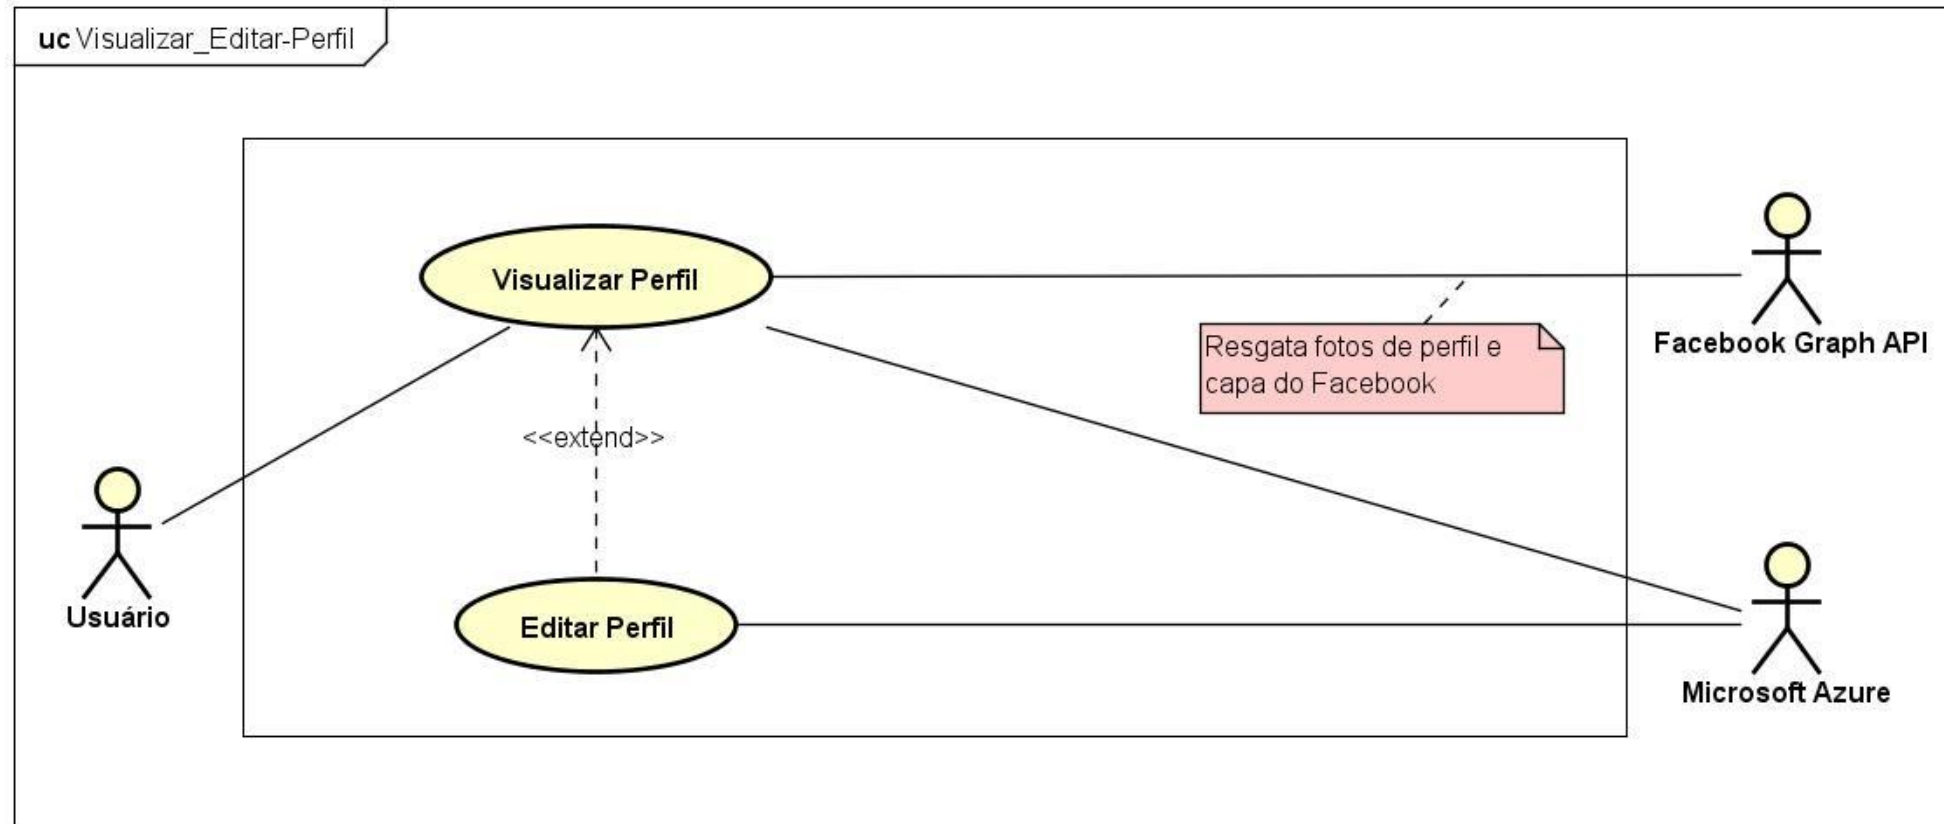 uc Visualizar_Editar-Perfil
Visualizar Perfil
Resgata fotos de perfil e
capa do Facebook
Facebook Graph API
<<extend>>
Usuário
Editar Perfil
Microsoft Azure